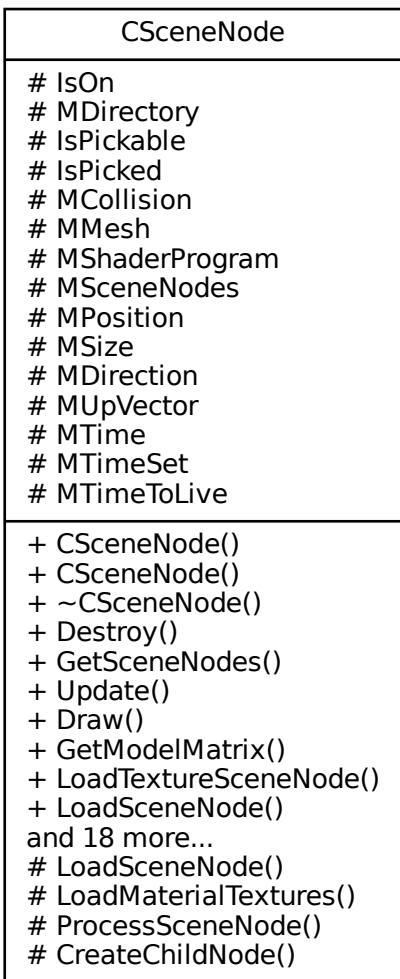 CSceneNode
# IsOn
# MDirectory
# IsPickable
# IsPicked
# MCollision
# MMesh
# MShaderProgram
# MSceneNodes
# MPosition
# MSize
# MDirection
# MUpVector
# MTime
# MTimeSet
# MTimeToLive
+ CSceneNode()
+ CSceneNode()
+ ~CSceneNode()
+ Destroy()
+ GetSceneNodes()
+ Update()
+ Draw()
+ GetModelMatrix()
+ LoadTextureSceneNode()
+ LoadSceneNode()
and 18 more...
# LoadSceneNode()
# LoadMaterialTextures()
# ProcessSceneNode()
# CreateChildNode()